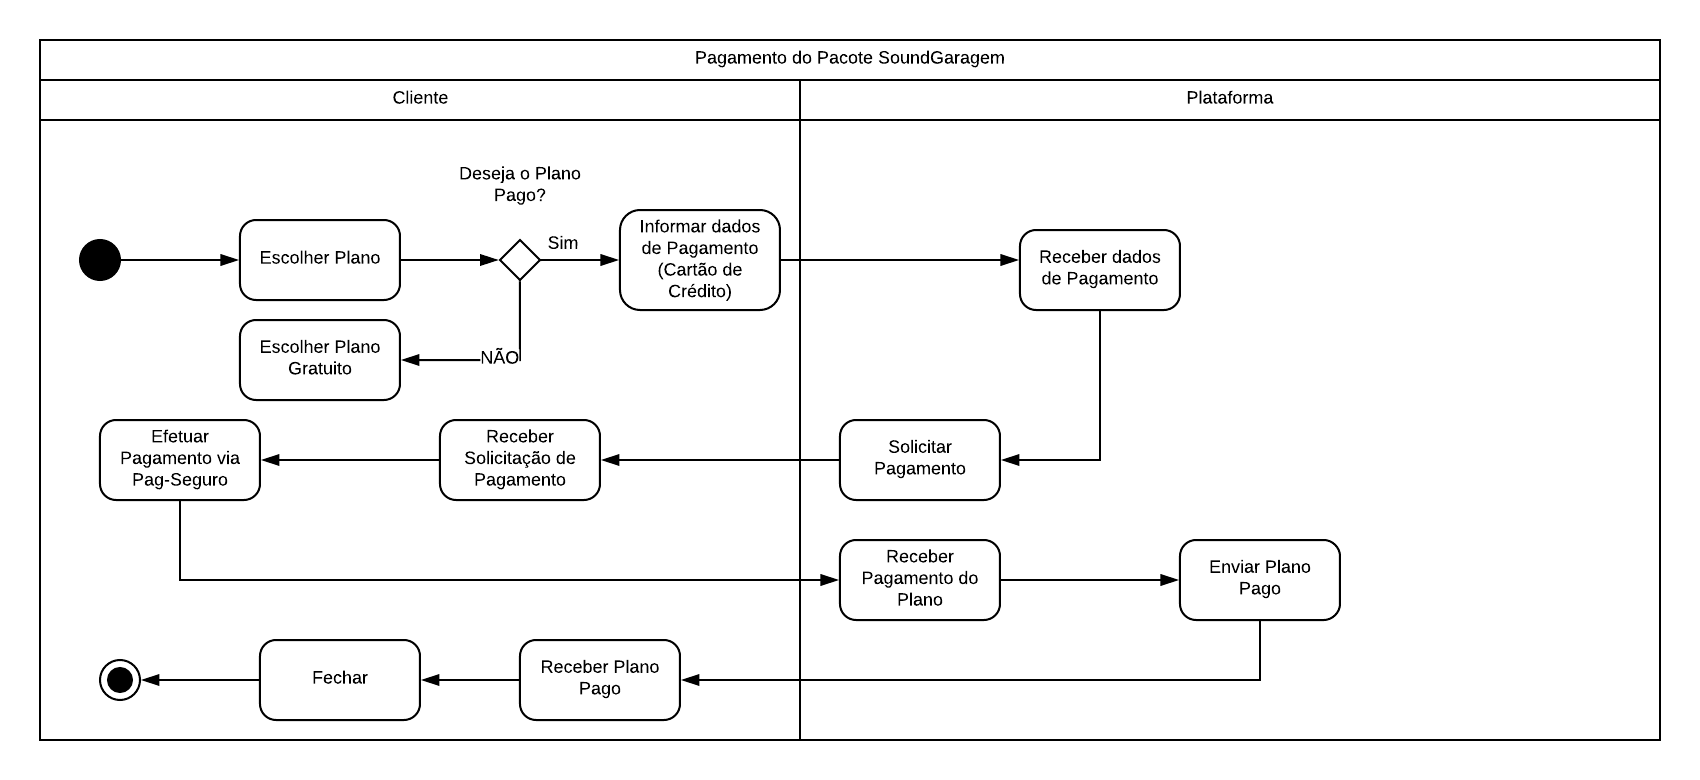 Pagamento do Pacote SoundGaragem
Cliente
Plataforma
Deseja o Plano
Pago?
Escolher Plano
Sim
Informar dados
de Pagamento
(Cartão de
Crédito)
Receber dados
de Pagamento
Escolher Plano
Gratuito
NÃO
Efetuar
Pagamento via
Pag-Seguro
Receber
Solicitação de
Pagamento
Solicitar
Pagamento
Receber
Pagamento do
Plano
Enviar Plano
Pago
Fechar
Receber Plano
Pago